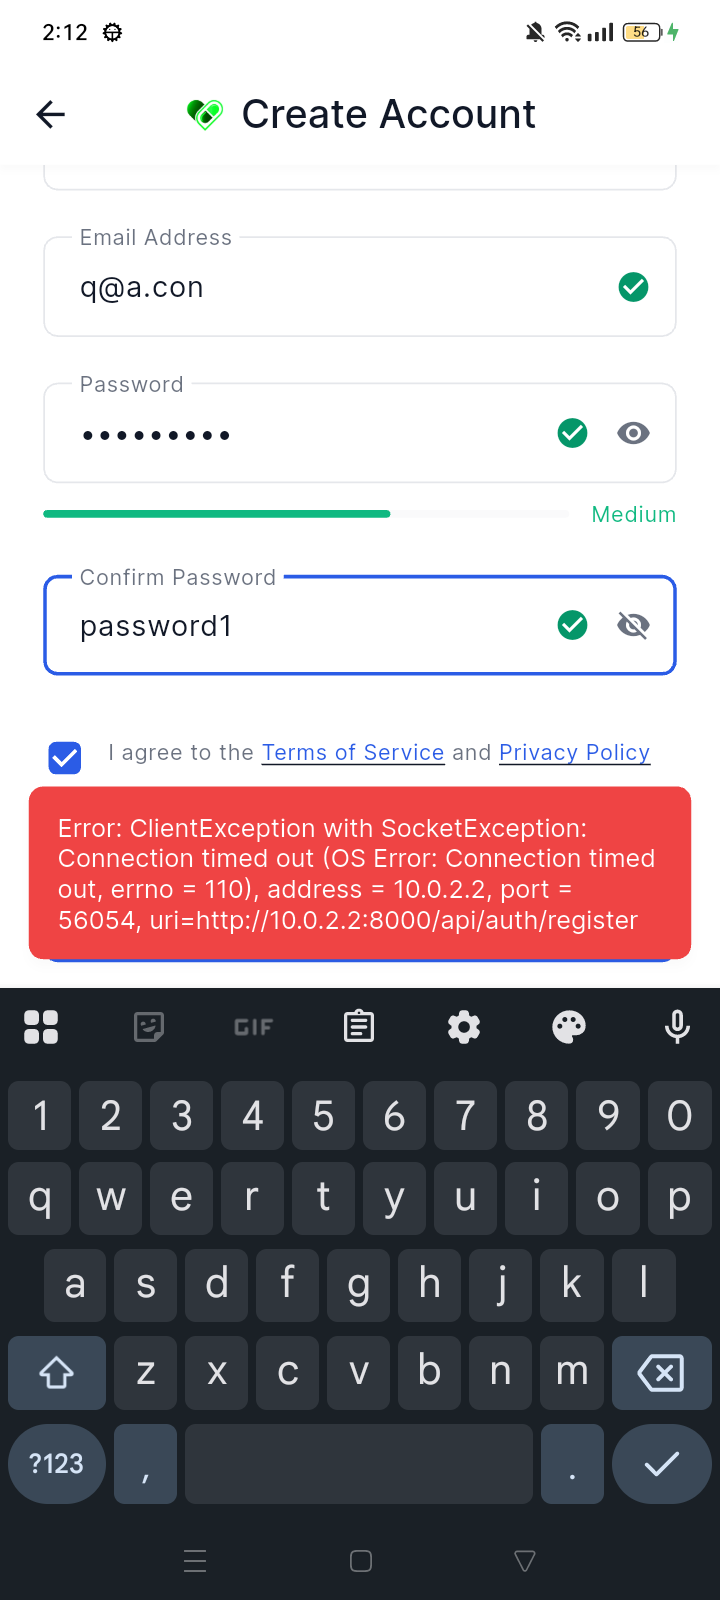 2:12
56
Create Account
Email Address
q@a.con
Password
•••••••••
Medium
Confirm Password
password1
I agree to the Terms of Service and Privacy Policy
Error: ClientException with SocketException:
Connection timed out (OS Error: Connection timed
out, errno = 110), address = 10.0.2.2, port =
56054, uri=http://10.0.2.2:8000/api/auth/register
GIF
1 2 3 4 5 6 7 8 9 0
q w e r t y u i o p
a s d f g h j k l
z x c v b n m
?123 , .